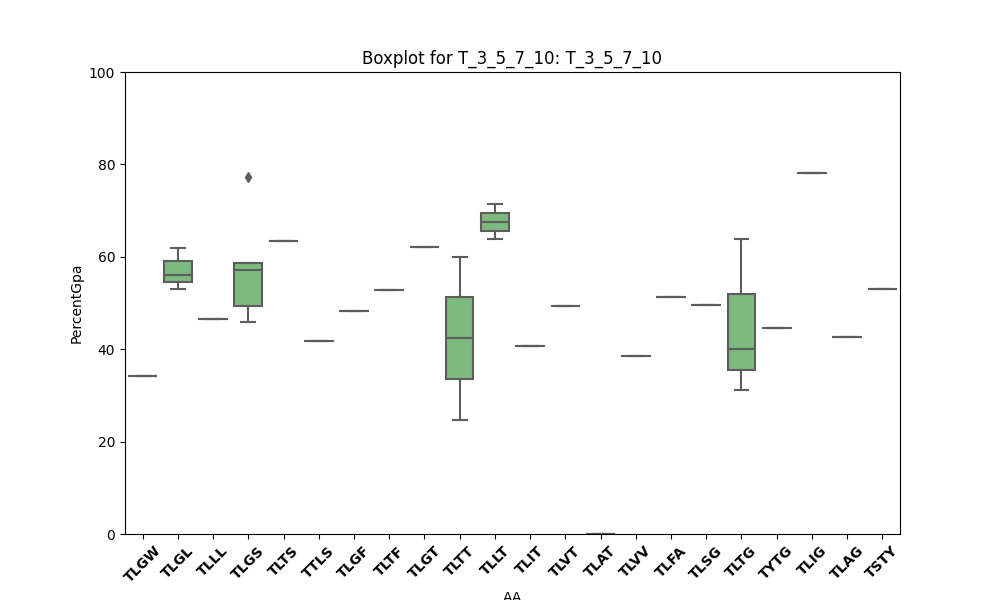 Boxplot for T_3_5_7_10: T_3_5_7_10
100
80
60
40
20
0
PercentGpa
TLGW TLGL TLLL TLGS TLTS TTLS TLGF TLTF TLGT TLTT TLLT TLIT TLVT TLAT TLVV TLFA TLSG TLTG TYTG TLIG TLAG TSTY
AA